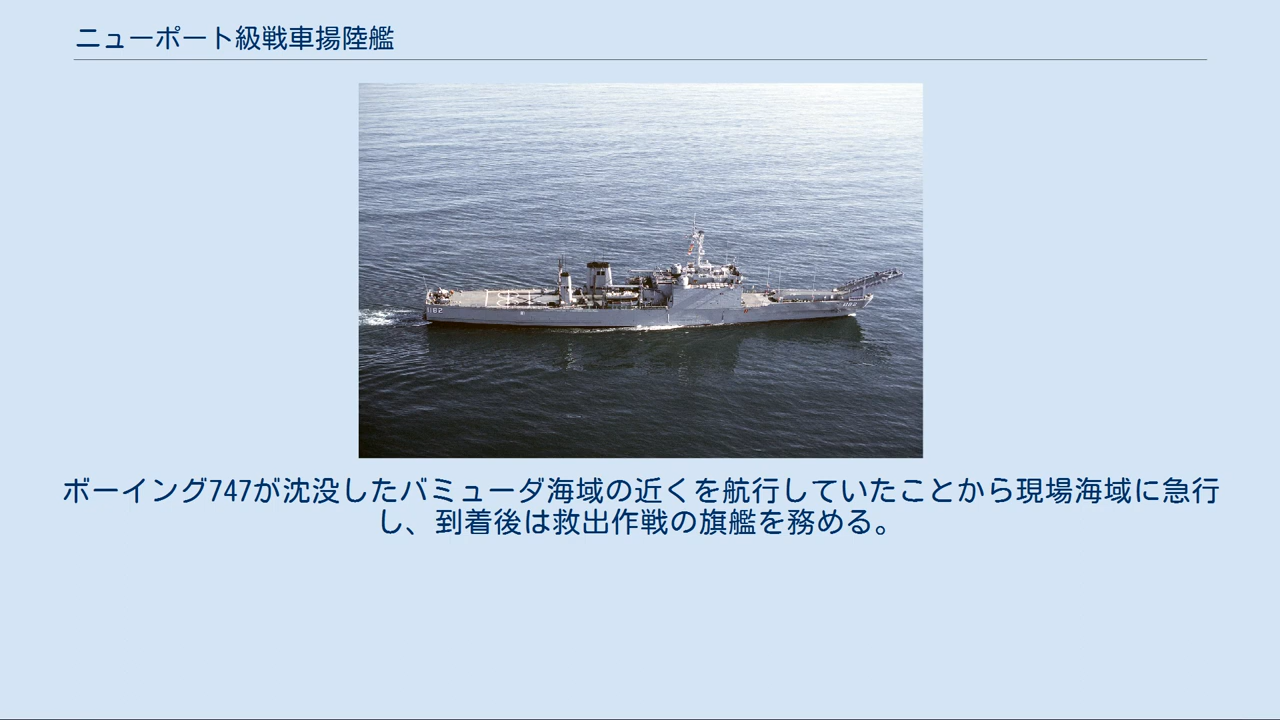 ニューポート級戦車揚陸艦
1182
1182
ボーイング747が沈没したバミューダ海域の近くを航行していたことから現場海域に急行
し、到着後は救出作戦の旗艦を務める。